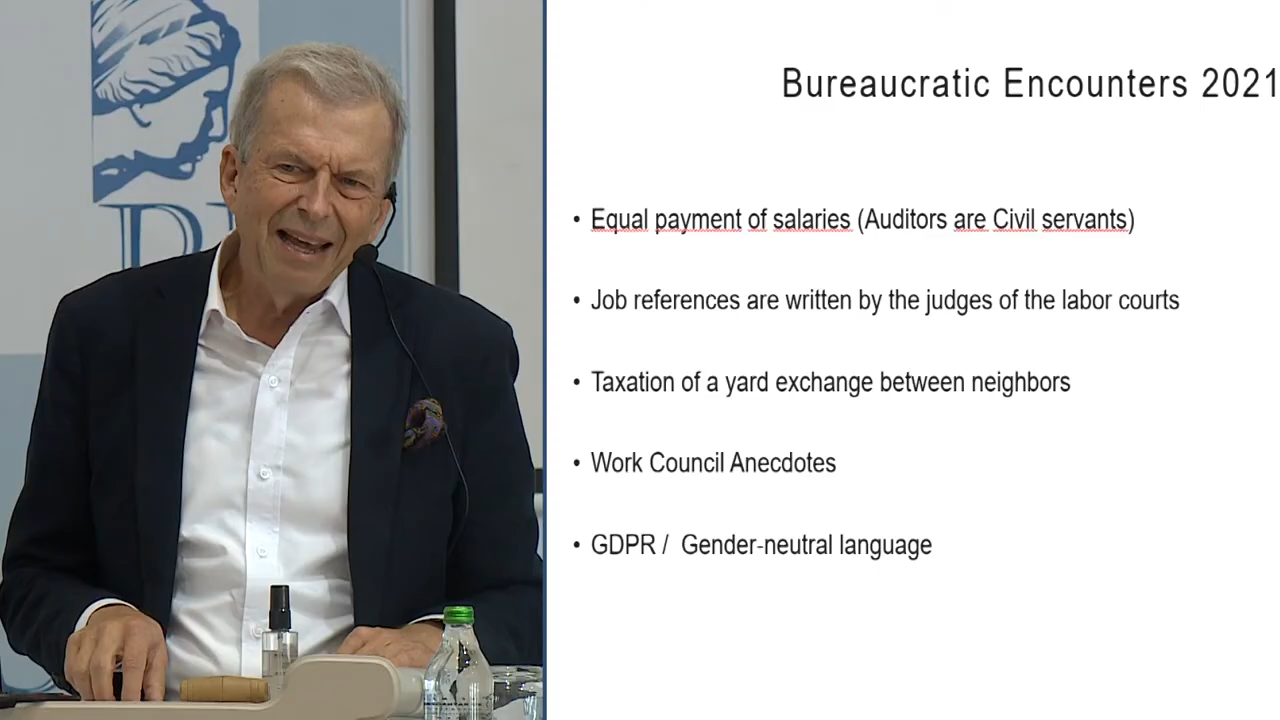 Bureaucratic Encounters 2021
• Equal payment of salaries (Auditors are Civil servants)
• Job references are written by the judges of the labor courts
• Taxation of a yard exchange between neighbors
• Work Council Anecdotes
• GDPR / Gender-neutral language